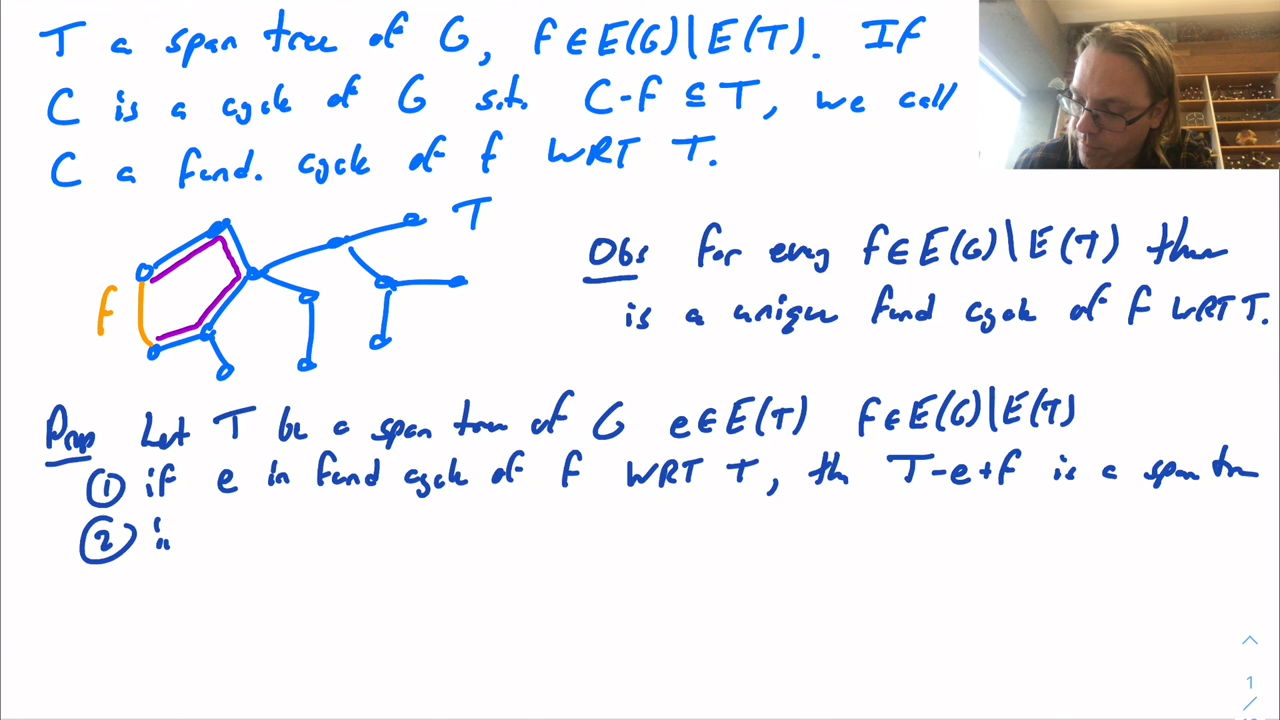 T a span tree of G, f ∈ E(G)\E(T). If
C is a cycle of G s.t. C-f ⊆ T, we call
C a fund. cycle of f WRT T.
T
f
Obs For every f ∈ E(G)\E(T) there
is a unique fund cycle of f WRT T.
Prop Let T be a span tree of G e ∈ E(T) f ∈ E(G)\E(T)
① if e in fund cycle of f WRT T, th T-e+f is a span tree
②
1
/